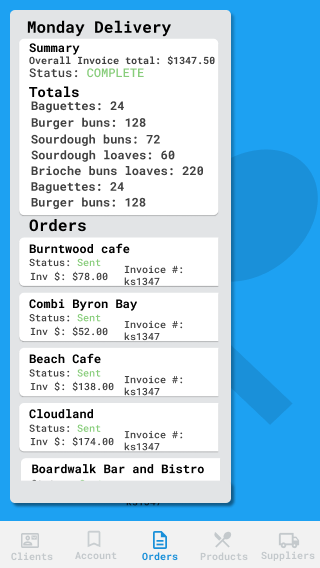 Monday Delivery
Summary
Overall Invoice total: $1347.50
Status: COMPLETE
Totals
Baguettes: 24
Burger buns: 128
Sourdough buns: 72
Sourdough loaves: 60
Brioche buns loaves: 220
Baguettes: 24
Burger buns: 128
Orders
Burntwood cafe
Status: Sent
Inv $: $78.00 Invoice #:
ks1347
Combi Byron Bay
Status: Sent
Inv $: $52.00 Invoice #:
ks1347
Beach Cafe
Status: Sent
Inv $: $138.00 Invoice #:
ks1347
Cloudland
Status: Sent
Inv $: $174.00 Invoice #:
ks1347
Boardwalk Bar and Bistro
Clients Account Orders Products Suppliers